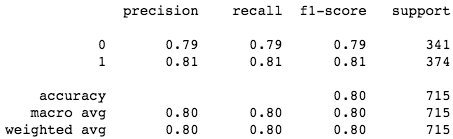 precision recall f1-score support
0 0.79 0.79 0.79 341
1 0.81 0.81 0.81 374
accuracy 0.80 715
macro avg 0.80 0.80 0.80 715
weighted avg 0.80 0.80 0.80 715